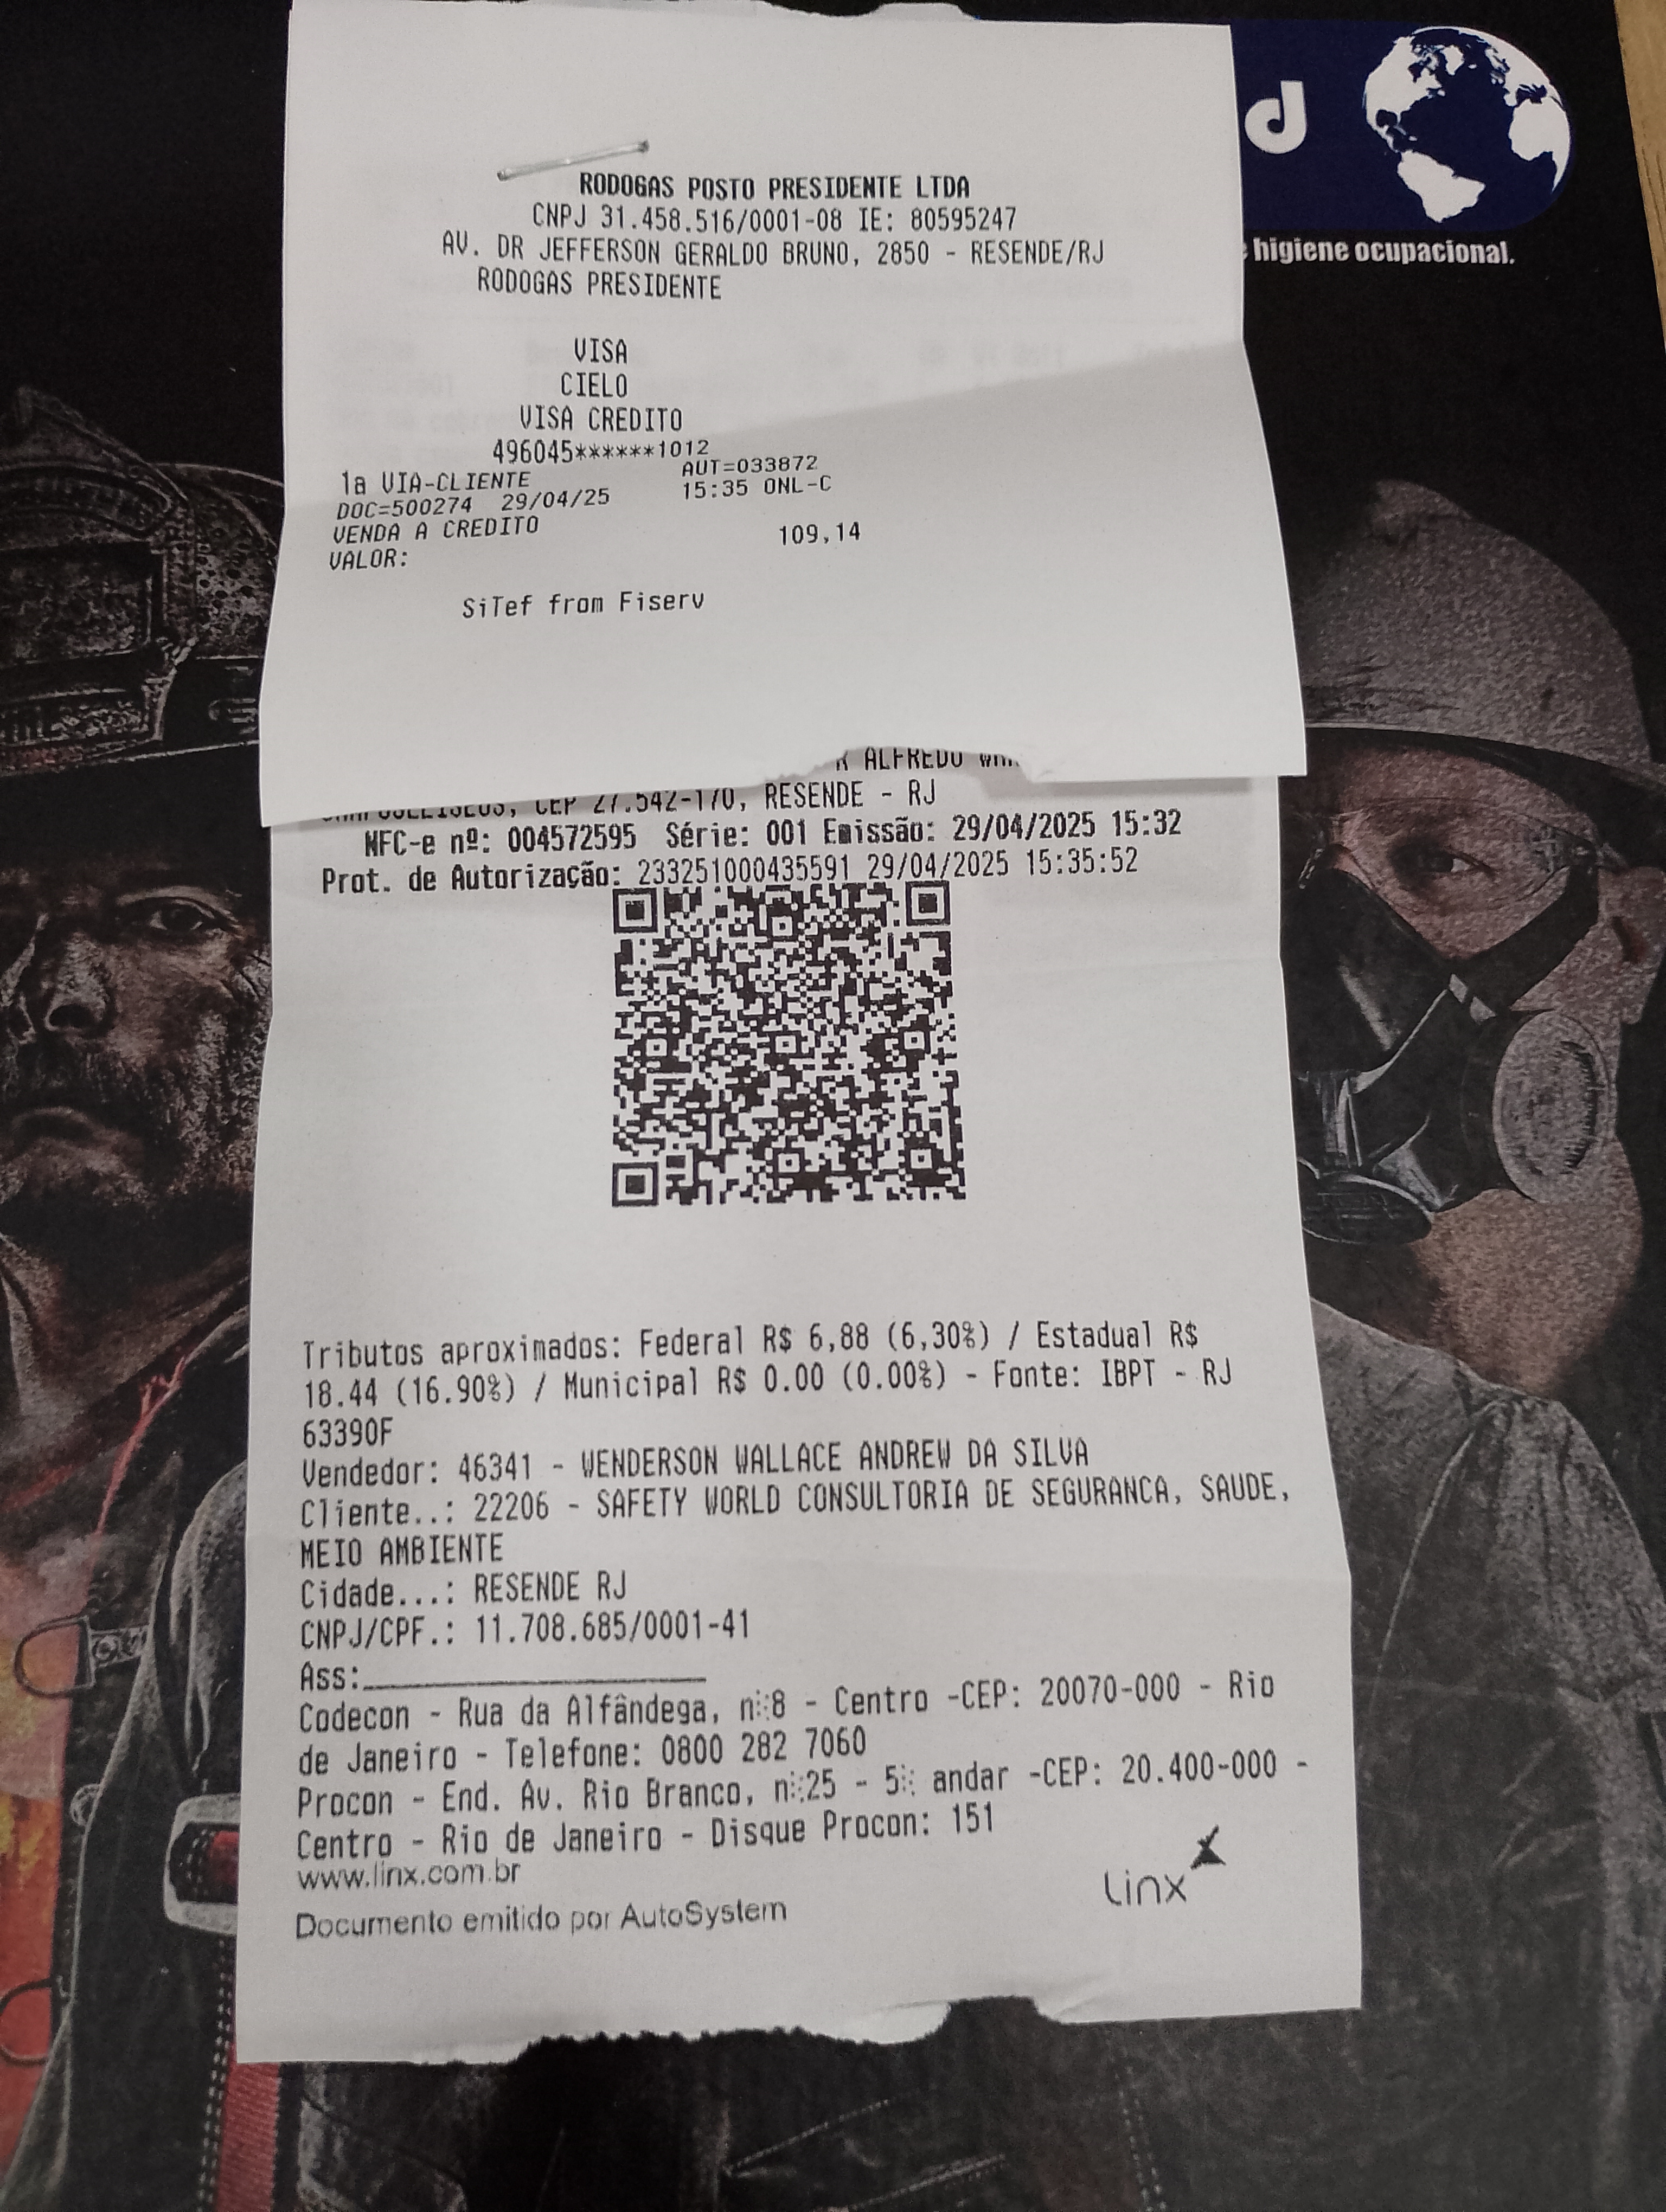 d
higiene ocupacional.
RODOGAS POSTO PRESIDENTE LTDA
CNPJ 31.458.516/0001-08 IE: 80595247
AV. DR JEFFERSON GERALDO BRUNO, 2850 - RESENDE/RJ
RODOGAS PRESIDENTE
VISA
CIELO
VISA CREDITO
496045******1012
1a VIA-CLIENTE AUT=033872
DOC=500274 29/04/25 15:35 ONL-C
VENDA A CREDITO
VALOR: 109,14
SiTef from Fiserv
ALFREDO
CEP 27.542-170, RESENDE - RJ
NFC-e nº: 004572595 Série: 001 Emissão: 29/04/2025 15:32
Prot. de Autorização: 233251000435591 29/04/2025 15:35:52
Tributos aproximados: Federal R$ 6,88 (6,30%) / Estadual R$
18.44 (16.90%) / Municipal R$ 0.00 (0.00%) - Fonte: IBPT - RJ
63390F
Vendedor: 46341 - WENDERSON WALLACE ANDREW DA SILVA
Cliente..: 22206 - SAFETY WORLD CONSULTORIA DE SEGURANCA, SAUDE,
MEIO AMBIENTE
Cidade...: RESENDE RJ
CNPJ/CPF.: 11.708.685/0001-41
Ass:____________________
Codecon - Rua da Alfândega, n 8 - Centro -CEP: 20070-000 - Rio
de Janeiro - Telefone: 0800 282 7060
Procon - End. Av. Rio Branco, n 25 - 5 andar -CEP: 20.400-000 -
Centro - Rio de Janeiro - Disque Procon: 151
www.linx.com.br
linx
Documento emitido por AutoSystem